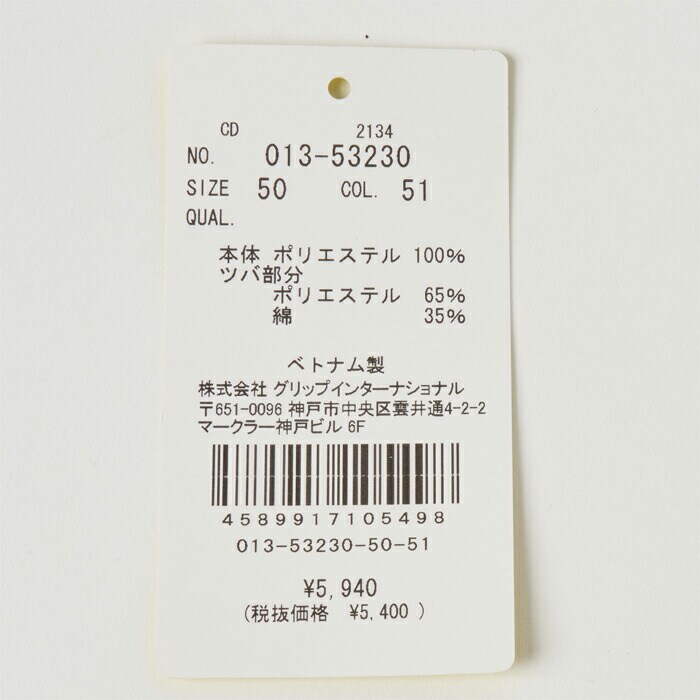 CD 2134
NO. 013-53230
SIZE 50 COL. 51
QUAL.
本体 ポリエステル 100%
ツバ部分
ポリエステル 65%
綿 35%
ベトナム製
株式会社 グリップインターナショナル
〒651-0096 神戸市中央区雲井通4-2-2
マークラー神戸ビル 6F
4589917105498
013-53230-50-51
¥5,940
(税抜価格 ¥5,400 )